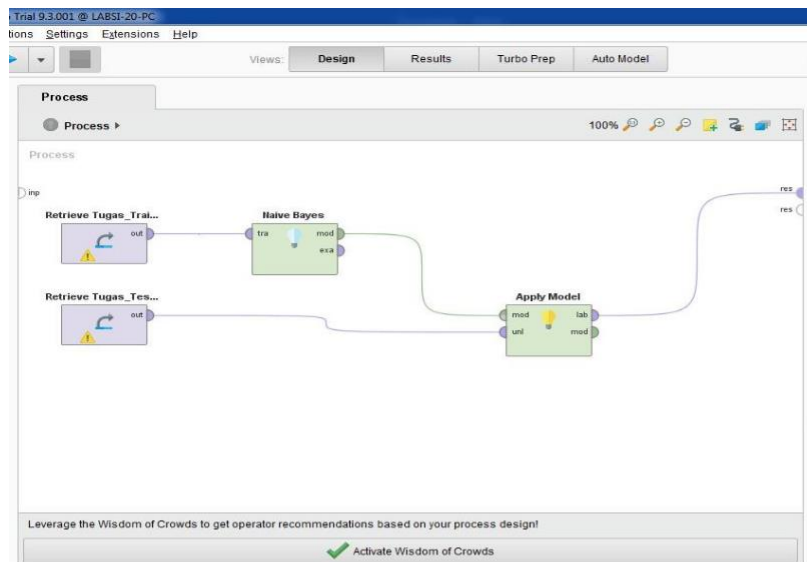 Trial 9.3.001 @ LABSI-20-PC
tions Settings Extensions Help
Views: Design Results Turbo Prep Auto Model
Process
Process
100%
Process
inp
res
res
Retrieve Tugas_Trai...
out
Naive Bayes
tra mod
exa
Retrieve Tugas_Tes...
out
Apply Model
mod lab
unl mod
Leverage the Wisdom of Crowds to get operator recommendations based on your process design!
Activate Wisdom of Crowds